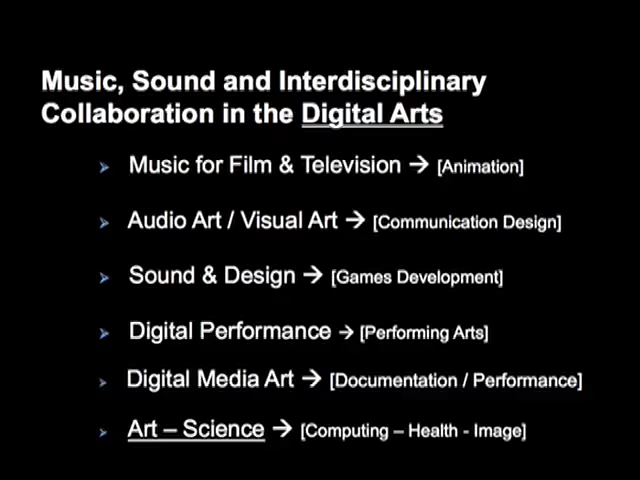 Music, Sound and Interdisciplinary
Collaboration in the Digital Arts
Music for Film & Television → [Animation]
Audio Art / Visual Art → [Communication Design]
Sound & Design → [Games Development]
Digital Performance → [Performing Arts]
Digital Media Art → [Documentation / Performance]
Art – Science → [Computing – Health - Image]